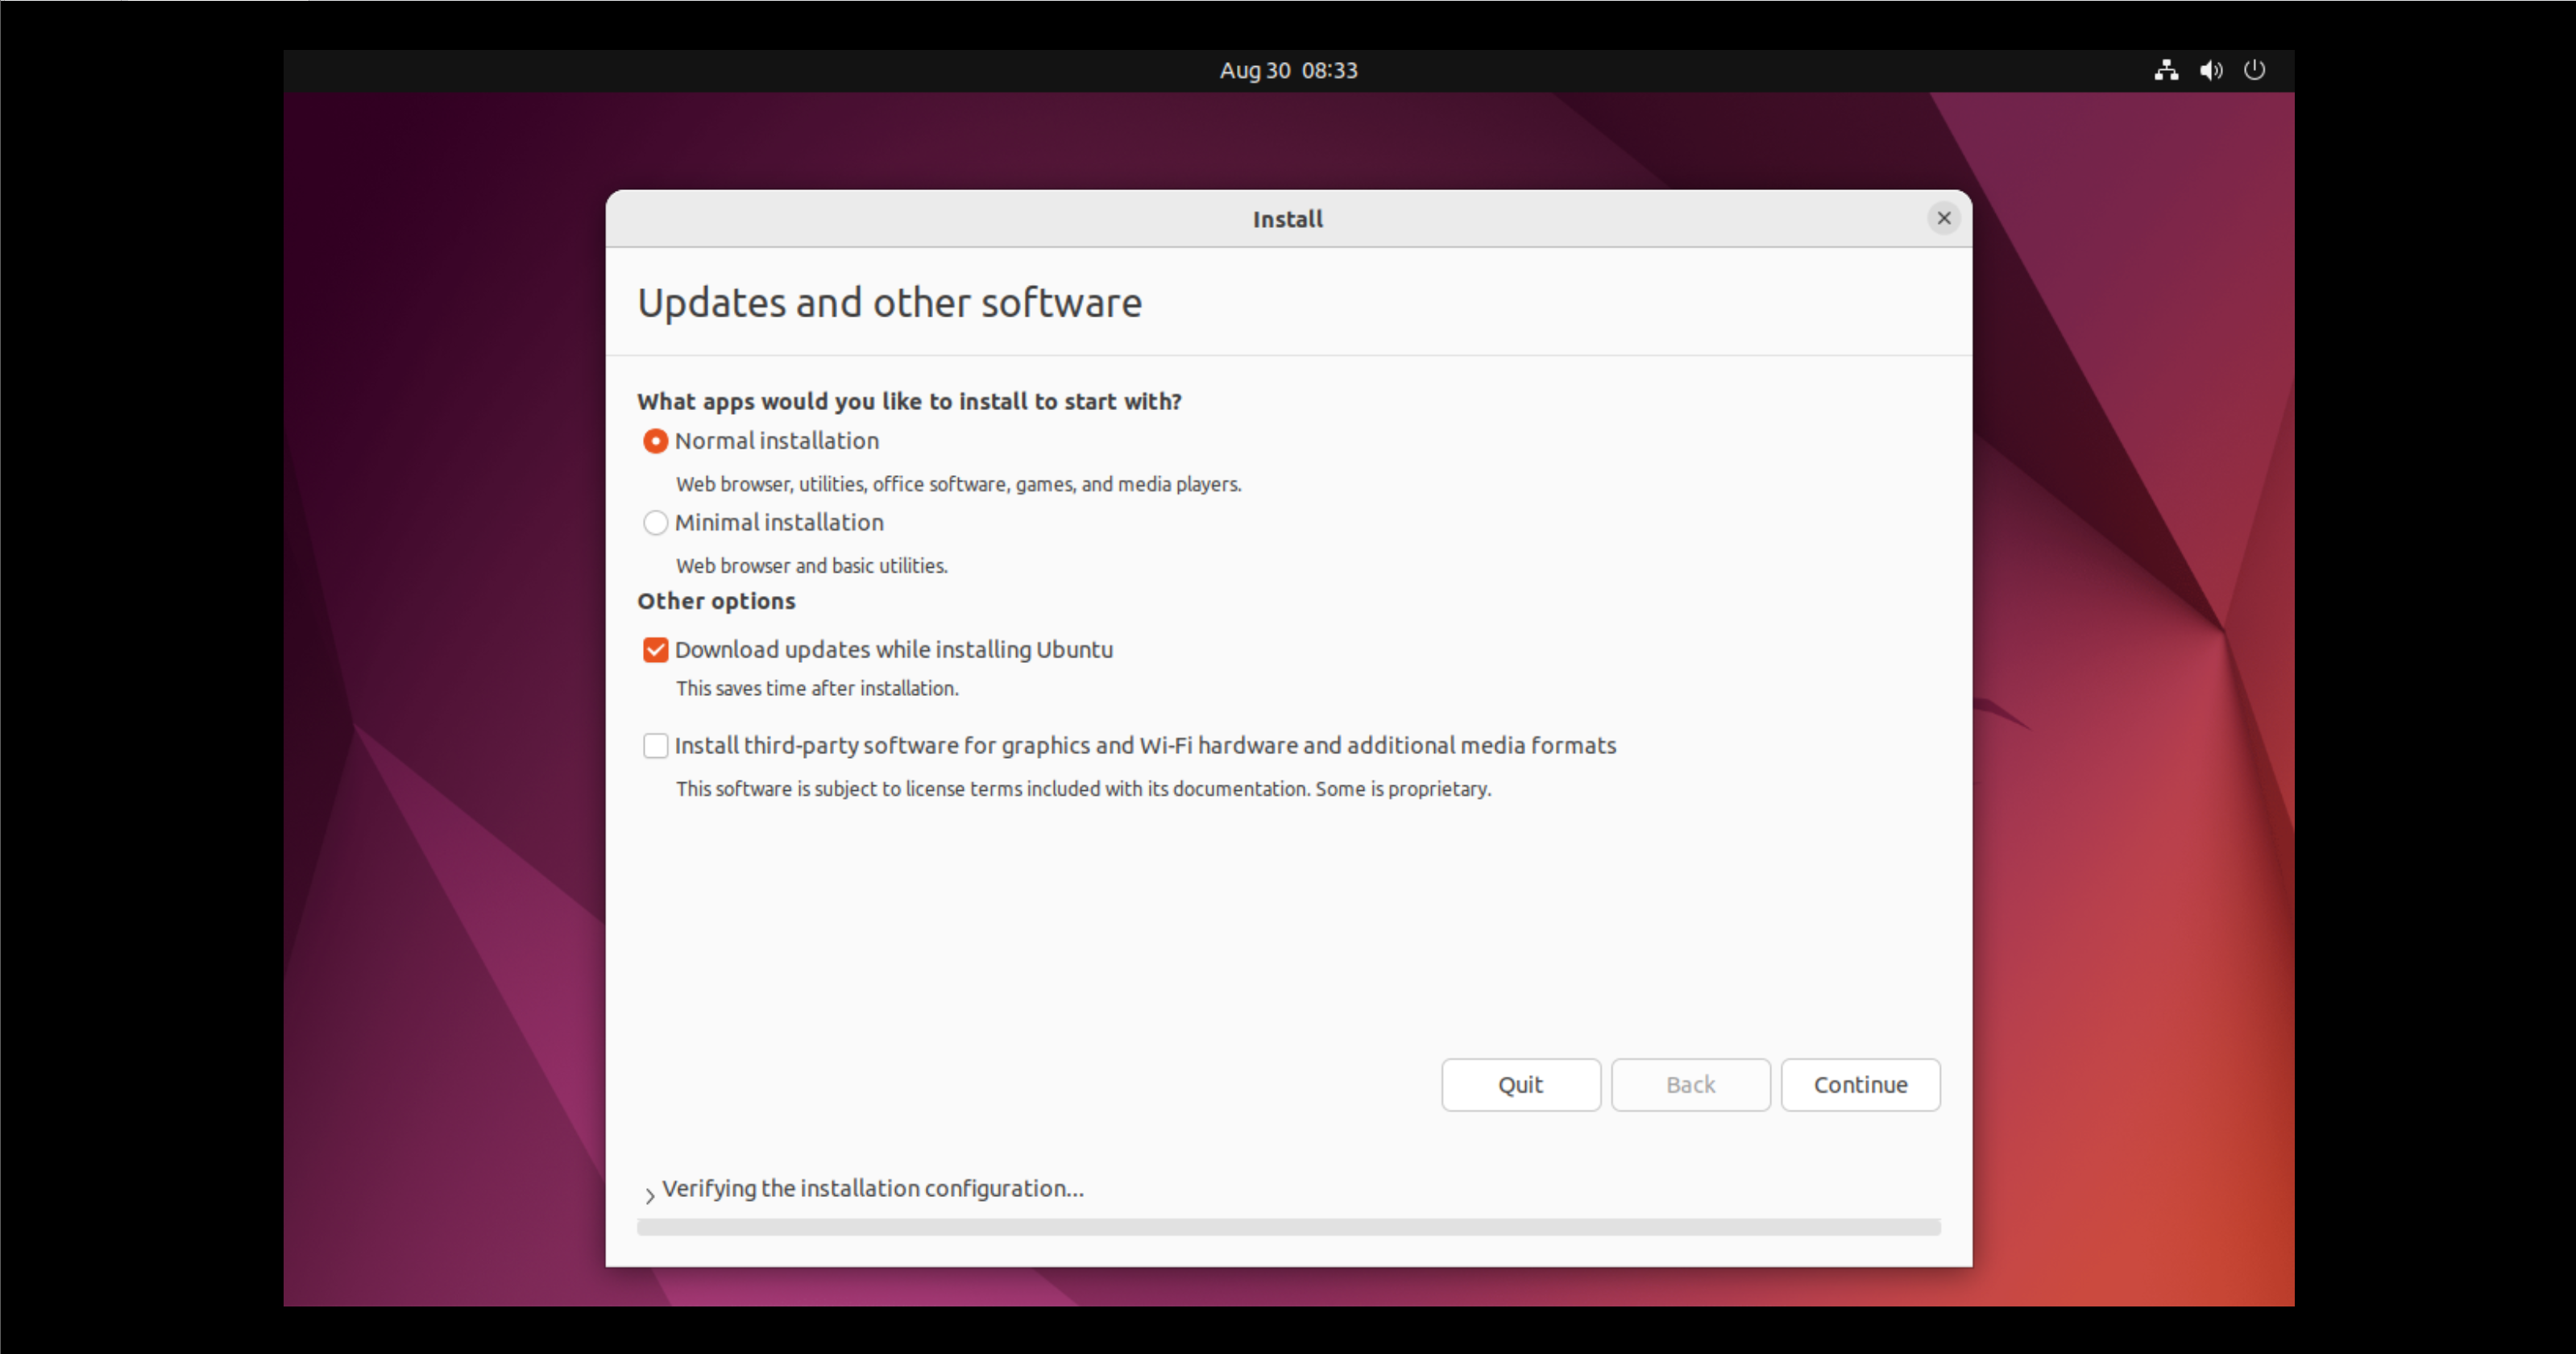 Aug 30 08:33
Install
Updates and other software
What apps would you like to install to start with?
Normal installation
Web browser, utilities, office software, games, and media players.
Minimal installation
Web browser and basic utilities.
Other options
Download updates while installing Ubuntu
This saves time after installation.
Install third-party software for graphics and Wi-Fi hardware and additional media formats
This software is subject to license terms included with its documentation. Some is proprietary.
Quit
Back
Continue
Verifying the installation configuration...